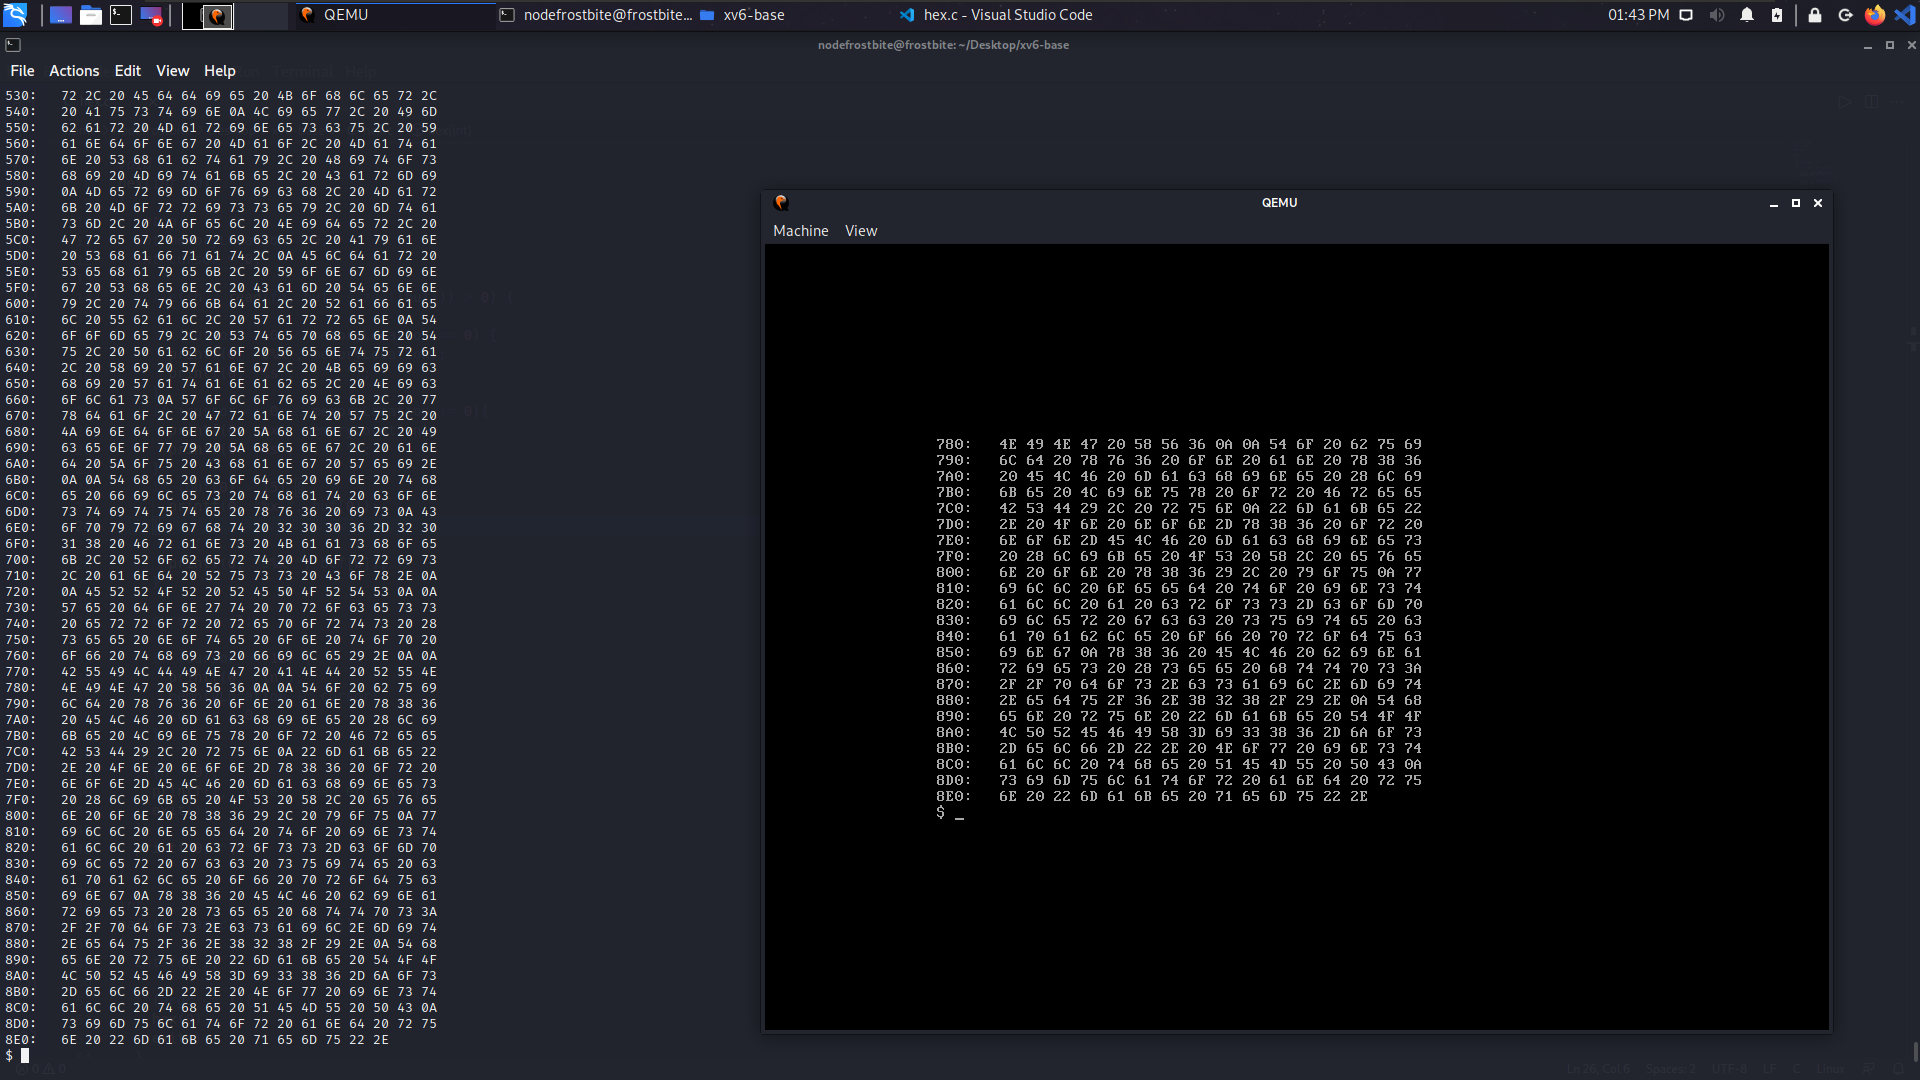 QEMU
nodefrostbite@frostbite...
xv6-base
hex.c - Visual Studio Code
01:43 PM
nodefrostbite@frostbite: ~/Desktop/xv6-base
File Actions Edit View Help
530: 72 2C 20 45 64 64 69 65 20 4B 6F 68 6C 65 72 2C
540: 20 41 75 73 74 69 6E 0A 4C 69 65 77 2C 20 49 6D
550: 62 61 72 20 4D 61 72 69 6E 65 73 63 75 2C 20 59
560: 61 6E 64 6F 6E 67 20 4D 61 6F 2C 20 4D 61 74 61
570: 6E 20 53 68 61 62 74 61 79 2C 20 48 69 74 6F 73
580: 68 69 20 4D 69 74 61 6B 65 2C 20 43 61 72 6D 69
590: 0A 4D 65 72 69 6D 6F 76 69 63 68 2C 20 4D 61 72
5A0: 6B 20 4D 6F 72 72 69 73 73 65 79 2C 20 6D 74 61
5B0: 73 6D 2C 20 4A 6F 65 6C 20 4E 69 64 65 72 2C 20
5C0: 47 72 65 67 20 50 72 69 63 65 2C 20 41 79 61 6E
5D0: 20 53 68 61 66 71 61 74 2C 0A 45 6C 64 61 72 20
5E0: 53 65 68 61 79 65 6B 2C 20 59 6F 6E 67 6D 69 6E
5F0: 67 20 53 68 65 6E 2C 20 43 61 6D 20 54 65 6E 6E
600: 79 2C 20 74 79 66 6B 64 61 2C 20 52 61 66 61 65
610: 6C 20 55 62 61 6C 2C 20 57 61 72 72 65 6E 0A 54
620: 6F 6F 6D 65 79 2C 20 53 74 65 70 68 65 6E 20 54
630: 75 2C 20 50 61 62 6C 6F 20 56 65 6E 74 75 72 61
640: 2C 20 58 69 20 57 61 6E 67 2C 20 4B 65 69 69 63
650: 68 69 20 57 61 74 61 6E 61 62 65 2C 20 4E 69 63
660: 6F 6C 61 73 0A 57 6F 6C 6F 76 69 63 6B 2C 20 77
670: 78 64 61 6F 2C 20 47 72 61 6E 74 20 57 75 2C 20
680: 4A 69 6E 64 6F 6E 67 20 5A 68 61 6E 67 2C 20 49
690: 63 65 6E 6F 77 79 20 5A 68 65 6E 67 2C 20 61 6E
6A0: 64 20 5A 6F 75 20 43 68 61 6E 67 20 57 65 69 2E
6B0: 0A 0A 54 68 65 20 63 6F 64 65 20 69 6E 20 74 68
6C0: 65 20 66 69 6C 65 73 20 74 68 61 74 20 63 6F 6E
6D0: 73 74 69 74 75 74 65 20 78 76 36 20 69 73 0A 43
6E0: 6F 70 79 72 69 67 68 74 20 32 30 30 36 2D 32 30
6F0: 31 38 20 46 72 61 6E 73 20 4B 61 61 73 68 6F 65
700: 6B 2C 20 52 6F 62 65 72 74 20 4D 6F 72 72 69 73
710: 2C 20 61 6E 64 20 52 75 73 73 20 43 6F 78 2E 0A
720: 0A 45 52 52 4F 52 20 52 45 50 4F 52 54 53 0A 0A
730: 57 65 20 64 6F 6E 27 74 20 70 72 6F 63 65 73 73
740: 20 65 72 72 6F 72 20 72 65 70 6F 72 74 73 20 28
750: 73 65 65 20 6E 6F 74 65 20 6F 6E 20 74 6F 70 20
760: 6F 66 20 74 68 69 73 20 66 69 6C 65 29 2E 0A 0A
770: 42 55 49 4C 44 49 4E 47 20 41 4E 44 20 52 55 4E
780: 4E 49 4E 47 20 58 56 36 0A 0A 54 6F 20 62 75 69
790: 6C 64 20 78 76 36 20 6F 6E 20 61 6E 20 78 38 36
7A0: 20 45 4C 46 20 6D 61 63 68 69 6E 65 20 28 6C 69
7B0: 6B 65 20 4C 69 6E 75 78 20 6F 72 20 46 72 65 65
7C0: 42 53 44 29 2C 20 72 75 6E 0A 22 6D 61 6B 65 22
7D0: 2E 20 4F 6E 20 6E 6F 6E 2D 78 38 36 20 6F 72 20
7E0: 6E 6F 6E 2D 45 4C 46 20 6D 61 63 68 69 6E 65 73
7F0: 20 28 6C 69 6B 65 20 4F 53 20 58 2C 20 65 76 65
800: 6E 20 6F 6E 20 78 38 36 29 2C 20 79 6F 75 0A 77
810: 69 6C 6C 20 6E 65 65 64 20 74 6F 20 69 6E 73 74
820: 61 6C 6C 20 61 20 63 72 6F 73 73 2D 63 6F 6D 70
830: 69 6C 65 72 20 67 63 63 20 73 75 69 74 65 20 63
840: 61 70 61 62 6C 65 20 6F 66 20 70 72 6F 64 75 63
850: 69 6E 67 0A 78 38 36 20 45 4C 46 20 62 69 6E 61
860: 72 69 65 73 20 28 73 65 65 20 68 74 74 70 73 3A
870: 2F 2F 70 64 6F 73 2E 63 73 61 69 6C 2E 6D 69 74
880: 2E 65 64 75 2F 36 2E 38 32 38 2F 29 2E 0A 54 68
890: 65 6E 20 72 75 6E 20 22 6D 61 6B 65 20 54 4F 4F
8A0: 4C 50 52 45 46 49 58 3D 69 33 38 36 2D 6A 6F 73
8B0: 2D 65 6C 66 2D 22 2E 20 4E 6F 77 20 69 6E 73 74
8C0: 61 6C 6C 20 74 68 65 20 51 45 4D 55 20 50 43 0A
8D0: 73 69 6D 75 6C 61 74 6F 72 20 61 6E 64 20 72 75
8E0: 6E 20 22 6D 61 6B 65 20 71 65 6D 75 22 2E
$
QEMU
Machine View
780: 4E 49 4E 47 20 58 56 36 0A 0A 54 6F 20 62 75 69
790: 6C 64 20 78 76 36 20 6F 6E 20 61 6E 20 78 38 36
7A0: 20 45 4C 46 20 6D 61 63 68 69 6E 65 20 28 6C 69
7B0: 6B 65 20 4C 69 6E 75 78 20 6F 72 20 46 72 65 65
7C0: 42 53 44 29 2C 20 72 75 6E 0A 22 6D 61 6B 65 22
7D0: 2E 20 4F 6E 20 6E 6F 6E 2D 78 38 36 20 6F 72 20
7E0: 6E 6F 6E 2D 45 4C 46 20 6D 61 63 68 69 6E 65 73
7F0: 20 28 6C 69 6B 65 20 4F 53 20 58 2C 20 65 76 65
800: 6E 20 6F 6E 20 78 38 36 29 2C 20 79 6F 75 0A 77
810: 69 6C 6C 20 6E 65 65 64 20 74 6F 20 69 6E 73 74
820: 61 6C 6C 20 61 20 63 72 6F 73 73 2D 63 6F 6D 70
830: 69 6C 65 72 20 67 63 63 20 73 75 69 74 65 20 63
840: 61 70 61 62 6C 65 20 6F 66 20 70 72 6F 64 75 63
850: 69 6E 67 0A 78 38 36 20 45 4C 46 20 62 69 6E 61
860: 72 69 65 73 20 28 73 65 65 20 68 74 74 70 73 3A
870: 2F 2F 70 64 6F 73 2E 63 73 61 69 6C 2E 6D 69 74
880: 2E 65 64 75 2F 36 2E 38 32 38 2F 29 2E 0A 54 68
890: 65 6E 20 72 75 6E 20 22 6D 61 6B 65 20 54 4F 4F
8A0: 4C 50 52 45 46 49 58 3D 69 33 38 36 2D 6A 6F 73
8B0: 2D 65 6C 66 2D 22 2E 20 4E 6F 77 20 69 6E 73 74
8C0: 61 6C 6C 20 74 68 65 20 51 45 4D 55 20 50 43 0A
8D0: 73 69 6D 75 6C 61 74 6F 72 20 61 6E 64 20 72 75
8E0: 6E 20 22 6D 61 6B 65 20 71 65 6D 75 22 2E
$ _
Ln 26, Col 6 Spaces: 2 UTF-8 LF C Linux